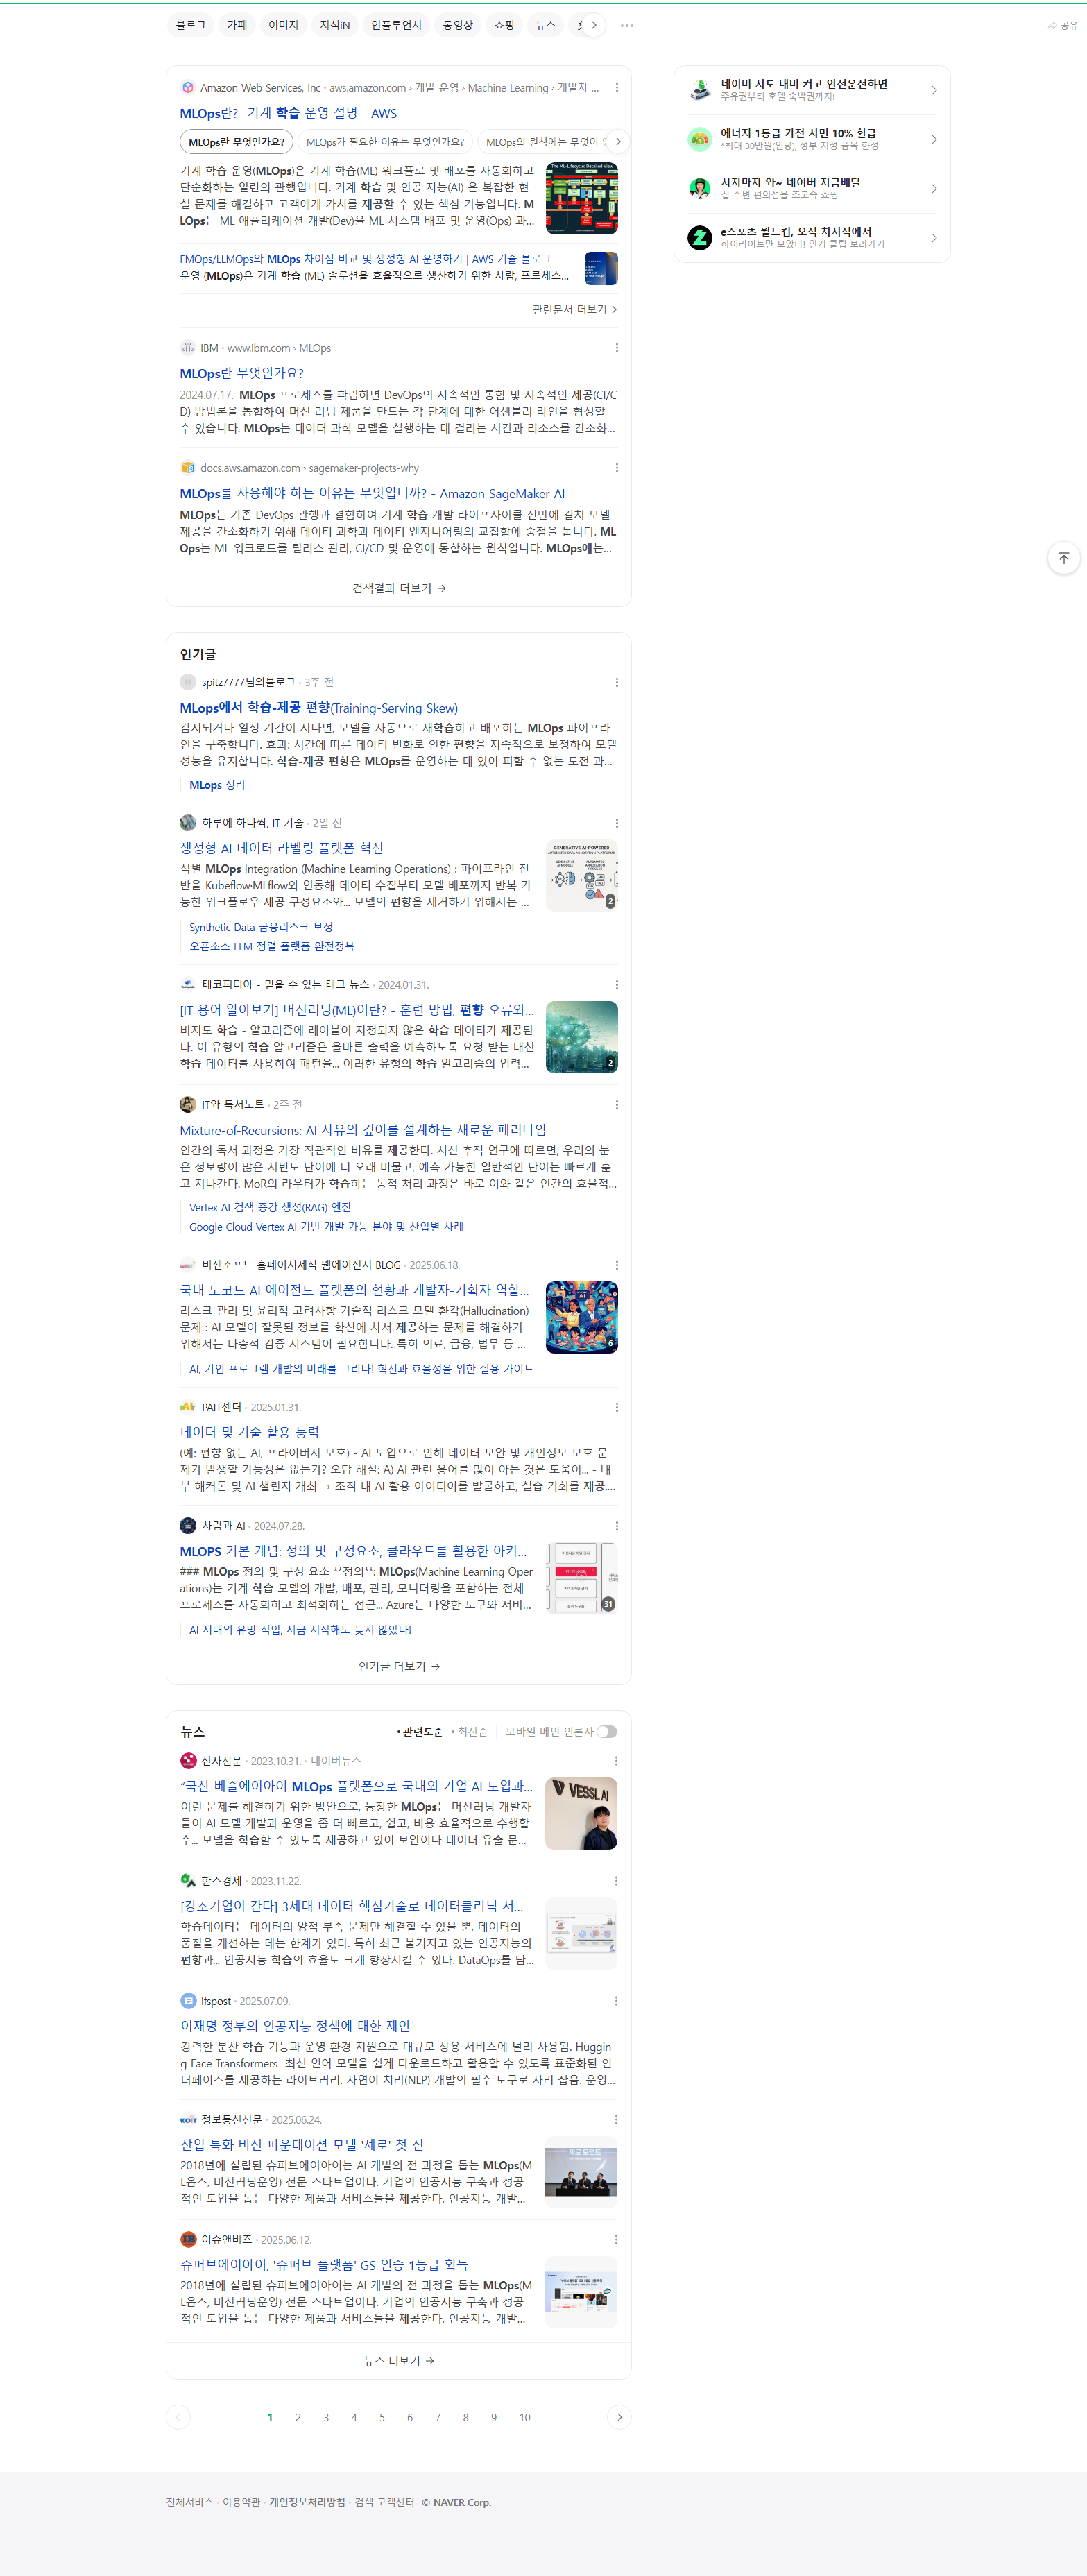 블로그 카페 이미지 지식iN 인플루언서 동영상 쇼핑 뉴스
공유
Amazon Web Services, Inc · aws.amazon.com › 개발 운영 › Machine Learning › 개발자 ...
MLOps란?- 기계 학습 운영 설명 - AWS
MLOps란 무엇인가요? MLOps가 필요한 이유는 무엇인가요? MLOps의 원칙에는 무엇이
기계 학습 운영(MLOps)은 기계 학습(ML) 워크플로 및 배포를 자동화하고
단순화하는 일련의 관행입니다. 기계 학습 및 인공 지능(AI) 은 복잡한 현
실 문제를 해결하고 고객에게 가치를 제공할 수 있는 핵심 기능입니다. M
LOps는 ML 애플리케이션 개발(Dev)을 ML 시스템 배포 및 운영(Ops) 과...
The ML-Lifecycle: Detailed View
FMOps/LLMOps와 MLOps 차이점 비교 및 생성형 AI 운영하기 | AWS 기술 블로그
운영 (MLOps)은 기계 학습 (ML) 솔루션을 효율적으로 생산하기 위한 사람, 프로세스...
관련문서 더보기
IBM · www.ibm.com › MLOps
MLOps란 무엇인가요?
2024.07.17. MLOps 프로세스를 확립하면 DevOps의 지속적인 통합 및 지속적인 제공(CI/C
D) 방법론을 통합하여 머신 러닝 제품을 만드는 각 단계에 대한 어셈블리 라인을 형성할
수 있습니다. MLOps는 데이터 과학 모델을 실행하는 데 걸리는 시간과 리소스를 간소화...
docs.aws.amazon.com › sagemaker-projects-why
MLOps를 사용해야 하는 이유는 무엇입니까? - Amazon SageMaker AI
MLOps는 기존 DevOps 관행과 결합하여 기계 학습 개발 라이프사이클 전반에 걸쳐 모델
제공을 간소화하기 위해 데이터 과학과 데이터 엔지니어링의 교집합에 중점을 둡니다. ML
Ops는 ML 워크로드를 릴리스 관리, CI/CD 및 운영에 통합하는 원칙입니다. MLOps에는...
검색결과 더보기
네이버 지도 내비 켜고 안전운전하면
주유권부터 호텔 숙박권까지!
에너지 1등급 가전 사면 10% 환급
*최대 30만원(인당), 정부 지정 품목 한정
사자마자 와~ 네이버 지금배달
집 주변 편의점을 초고속 쇼핑
e스포츠 월드컵, 오직 치지직에서
하이라이트만 모았다! 인기 클립 보러가기
인기글
spitz7777님의블로그 · 3주 전
MLops에서 학습-제공 편향(Training-Serving Skew)
감지되거나 일정 기간이 지나면, 모델을 자동으로 재학습하고 배포하는 MLOps 파이프라
인을 구축합니다. 효과: 시간에 따른 데이터 변화로 인한 편향을 지속적으로 보정하여 모델
성능을 유지합니다. 학습-제공 편향은 MLOps를 운영하는 데 있어 피할 수 없는 도전 과...
MLops 정리
하루에 하나씩, IT 기술 · 2일 전
생성형 AI 데이터 라벨링 플랫폼 혁신
식별 MLOps Integration (Machine Learning Operations) : 파이프라인 전
반을 Kubeflow·MLflow와 연동해 데이터 수집부터 모델 배포까지 반복 가
능한 워크플로우 제공 구성요소와... 모델의 편향을 제거하기 위해서는 ...
GENERATIVE AI-POWERED
2
Synthetic Data 금융리스크 보정
오픈소스 LLM 정렬 플랫폼 완전정복
테코피디아 - 믿을 수 있는 테크 뉴스 · 2024.01.31.
[IT 용어 알아보기] 머신러닝(ML)이란? - 훈련 방법, 편향 오류와...
비지도 학습 - 알고리즘에 레이블이 지정되지 않은 학습 데이터가 제공된
다. 이 유형의 학습 알고리즘은 올바른 출력을 예측하도록 요청 받는 대신
학습 데이터를 사용하여 패턴을... 이러한 유형의 학습 알고리즘의 입력...
2
IT와 독서노트 · 2주 전
Mixture-of-Recursions: AI 사유의 깊이를 설계하는 새로운 패러다임
인간의 독서 과정은 가장 직관적인 비유를 제공한다. 시선 추적 연구에 따르면, 우리의 눈
은 정보량이 많은 저빈도 단어에 더 오래 머물고, 예측 가능한 일반적인 단어는 빠르게 훑
고 지나간다. MoR의 라우터가 학습하는 동적 처리 과정은 바로 이와 같은 인간의 효율적...
Vertex AI 검색 증강 생성(RAG) 엔진
Google Cloud Vertex AI 기반 개발 가능 분야 및 산업별 사례
비젠소프트 홈페이지제작 웹에이전시 BLOG · 2025.06.18.
국내 노코드 AI 에이전트 플랫폼의 현황과 개발자-기획자 역할...
리스크 관리 및 윤리적 고려사항 기술적 리스크 모델 환각(Hallucination)
문제 : AI 모델이 잘못된 정보를 확신에 차서 제공하는 문제를 해결하기
위해서는 다층적 검증 시스템이 필요합니다. 특히 의료, 금융, 법무 등 ...
6
AI, 기업 프로그램 개발의 미래를 그리다! 혁신과 효율성을 위한 실용 가이드
PAIT센터 · 2025.01.31.
데이터 및 기술 활용 능력
(예: 편향 없는 AI, 프라이버시 보호) - AI 도입으로 인해 데이터 보안 및 개인정보 보호 문
제가 발생할 가능성은 없는가? 오답 해설: A) AI 관련 용어를 많이 아는 것은 도움이... - 내
부 해커톤 및 AI 챌린지 개최 → 조직 내 AI 활용 아이디어를 발굴하고, 실습 기회를 제공....
사람과 AI · 2024.07.28.
MLOPS 기본 개념: 정의 및 구성요소, 클라우드를 활용한 아키...
### MLOps 정의 및 구성 요소 **정의**: MLOps(Machine Learning Oper
ations)는 기계 학습 모델의 개발, 배포, 관리, 모니터링을 포함하는 전체
프로세스를 자동화하고 최적화하는 접근... Azure는 다양한 도구와 서비...
31
AI 시대의 유망 직업, 지금 시작해도 늦지 않았다!
인기글 더보기
뉴스
관련도순 최신순 모바일 메인 언론사
전자신문 · 2023.10.31. · 네이버뉴스
“국산 베슬에이아이 MLOps 플랫폼으로 국내외 기업 AI 도입과...
이런 문제를 해결하기 위한 방안으로, 등장한 MLOps는 머신러닝 개발자
들이 AI 모델 개발과 운영을 좀 더 빠르고, 쉽고, 비용 효율적으로 수행할
수... 모델을 학습할 수 있도록 제공하고 있어 보안이나 데이터 유출 문...
VESSL AI
한스경제 · 2023.11.22.
[강소기업이 간다] 3세대 데이터 핵심기술로 데이터클리닉 서...
학습데이터는 데이터의 양적 부족 문제만 해결할 수 있을 뿐, 데이터의
품질을 개선하는 데는 한계가 있다. 특히 최근 불거지고 있는 인공지능의
편향과... 인공지능 학습의 효율도 크게 향상시킬 수 있다. DataOps를 담...
ifspost · 2025.07.09.
이재명 정부의 인공지능 정책에 대한 제언
강력한 분산 학습 기능과 운영 환경 지원으로 대규모 상용 서비스에 널리 사용됨. Huggin
g Face Transformers 최신 언어 모델을 쉽게 다운로드하고 활용할 수 있도록 표준화된 인
터페이스를 제공하는 라이브러리. 자연어 처리(NLP) 개발의 필수 도구로 자리 잡음. 운영...
정보통신신문 · 2025.06.24.
산업 특화 비전 파운데이션 모델 '제로' 첫 선
2018년에 설립된 슈퍼브에이아이는 AI 개발의 전 과정을 돕는 MLOps(M
L옵스, 머신러닝운영) 전문 스타트업이다. 기업의 인공지능 구축과 성공
적인 도입을 돕는 다양한 제품과 서비스들을 제공한다. 인공지능 개발...
이슈앤비즈 · 2025.06.12.
슈퍼브에이아이, '슈퍼브 플랫폼' GS 인증 1등급 획득
2018년에 설립된 슈퍼브에이아이는 AI 개발의 전 과정을 돕는 MLOps(M
L옵스, 머신러닝운영) 전문 스타트업이다. 기업의 인공지능 구축과 성공
적인 도입을 돕는 다양한 제품과 서비스들을 제공한다. 인공지능 개발...
뉴스 더보기
1 2 3 4 5 6 7 8 9 10
전체서비스 · 이용약관 · 개인정보처리방침 · 검색 고객센터 © NAVER Corp.